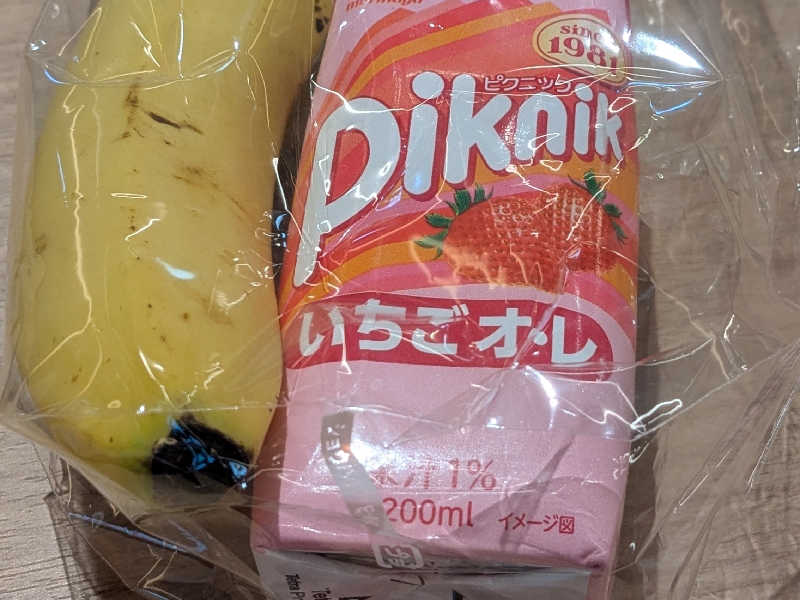 since
1981
ピクニック
Piknik
いちごオ・レ
果汁1%
200ml イメージ図